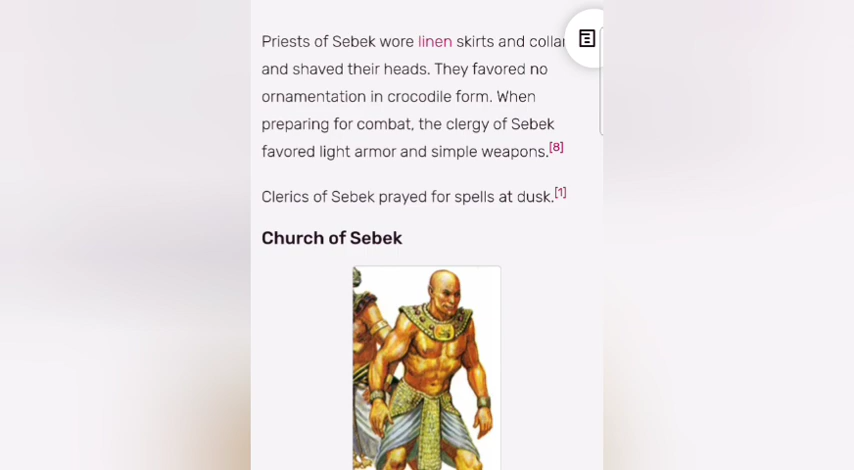 Priests of Sebek wore linen skirts and
and shaved their heads. They favored no
ornamentation in crocodile form. When
preparing for combat, the clergy of Sebek
favored light armor and simple weapons.[8]
Clerics of Sebek prayed for spells at dusk.[1]
Church of Sebek